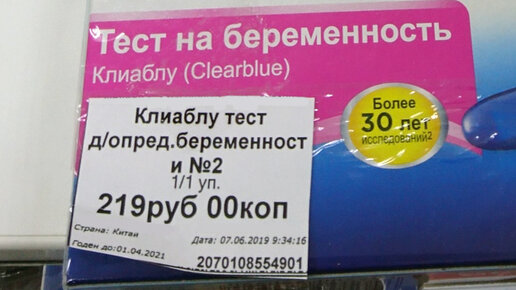 Тест на беременность
Клиаблу (Clearblue)
Более
30 лет
исследований2
Клиаблу тест
д/опред.беременност
и №2
1/1 уп.
219руб 00коп
Страна: Китай
Дата: 07.06.2019 9:34:16
Годен до:01.04.2021
2070108554901